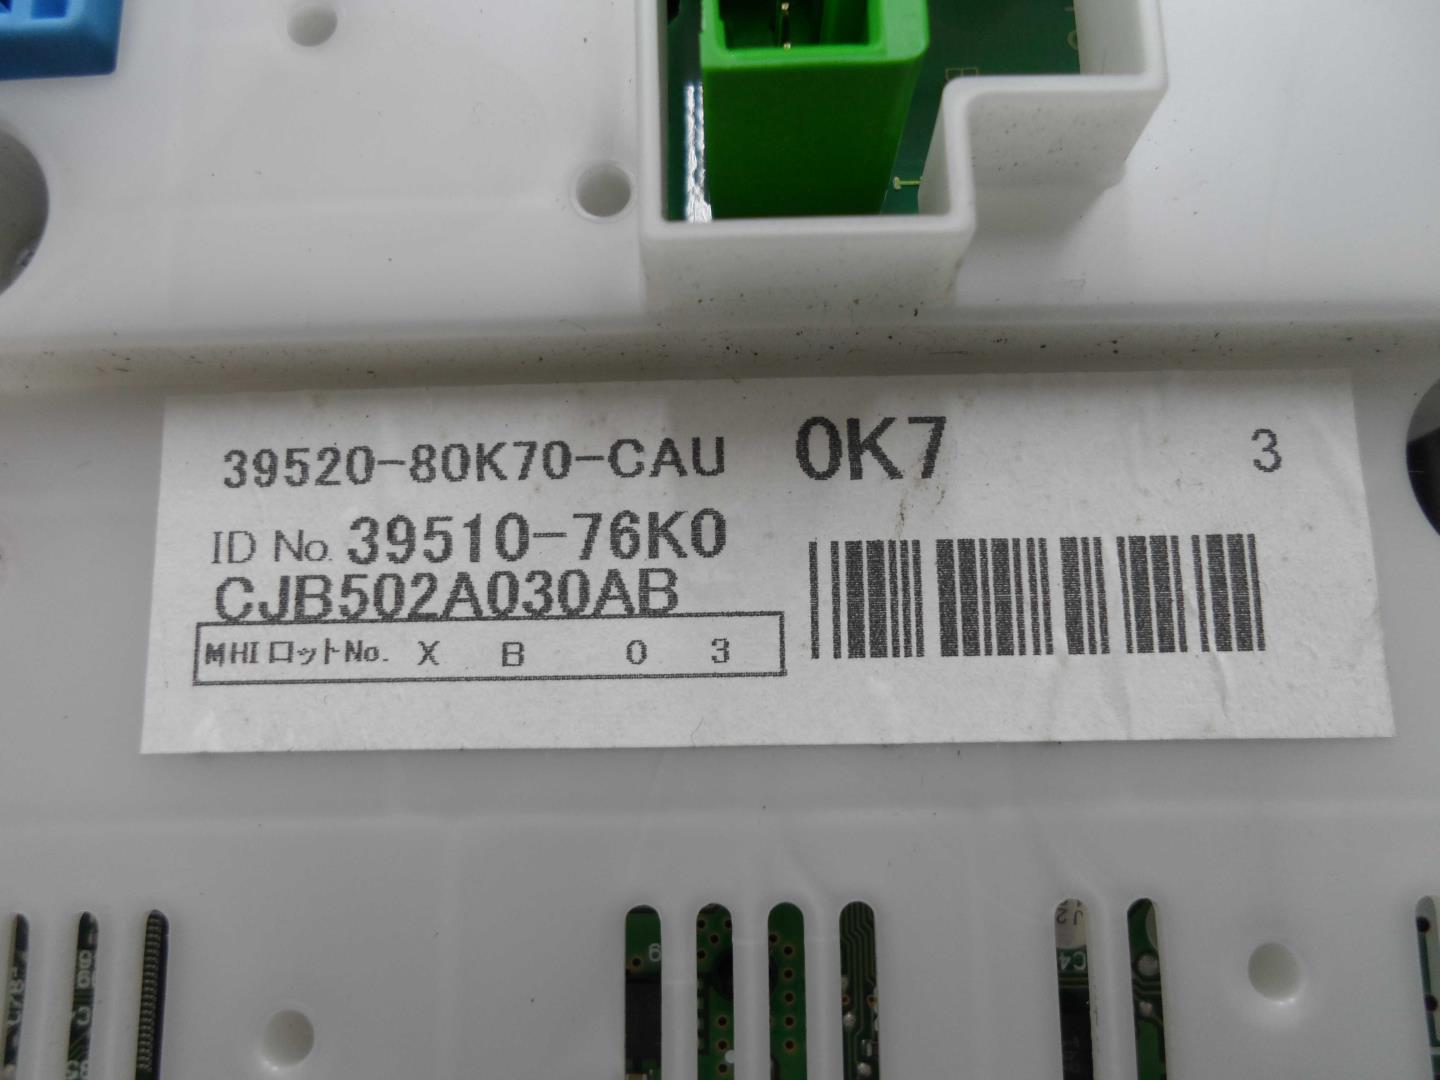 39520-80K70-CAU 0K7 3
ID No. 39510-76K0
CJB502A030AB
MHIロットNo. X B 0 3